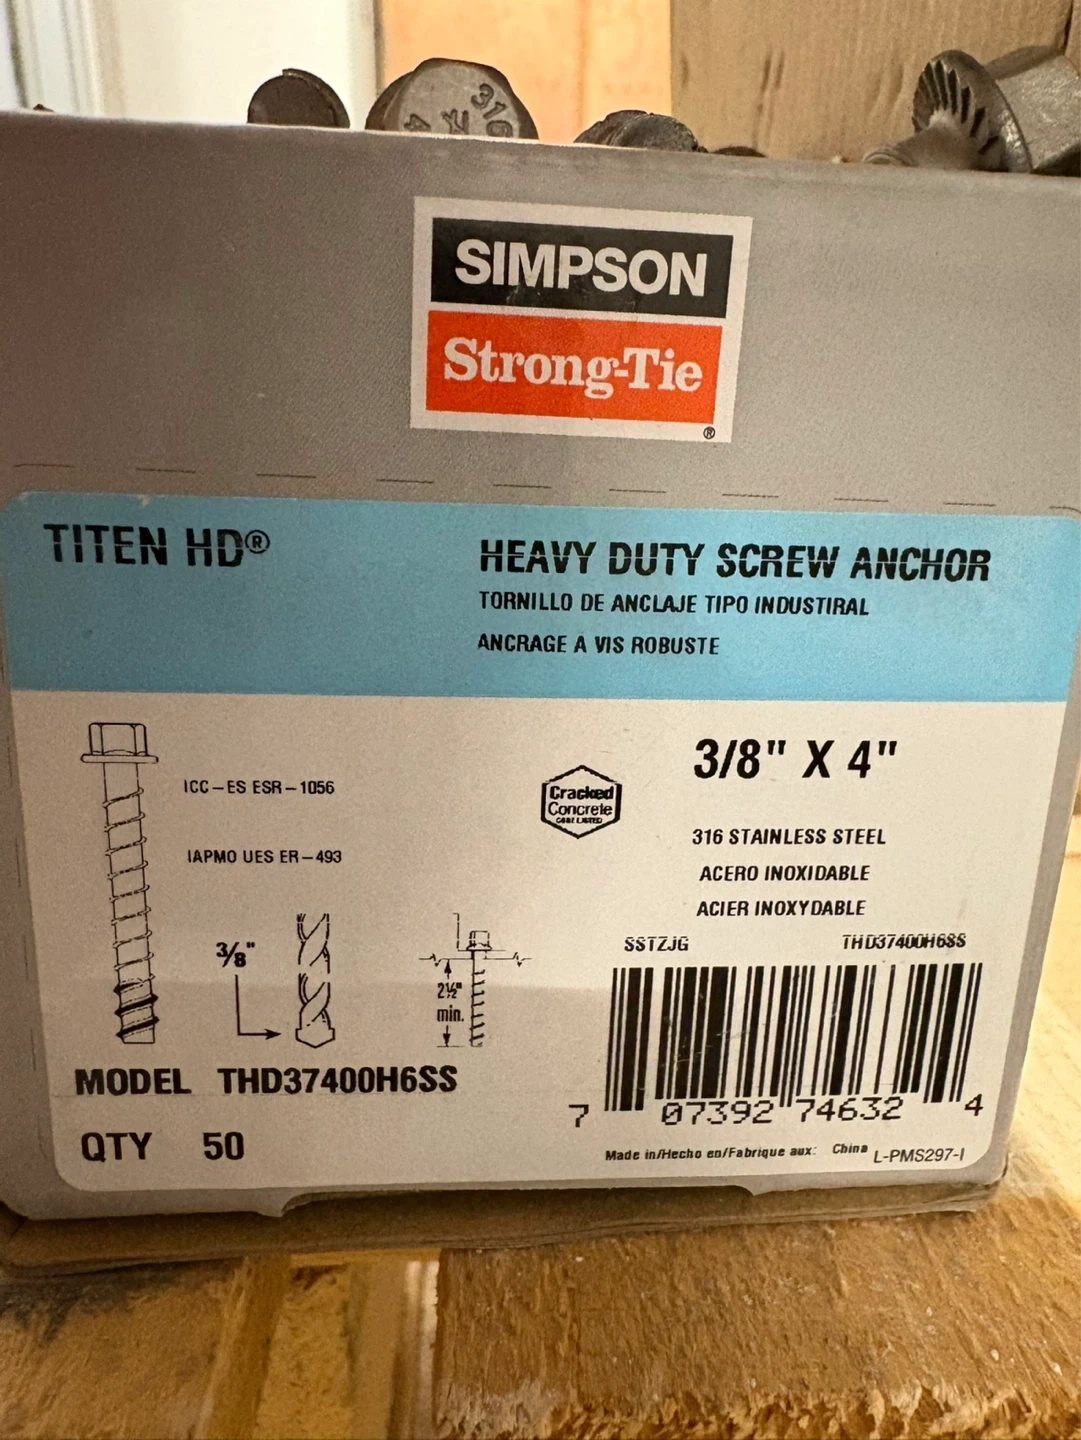 316
4
SIMPSON
Strong-Tie
®
TITEN HD®
HEAVY DUTY SCREW ANCHOR
TORNILLO DE ANCLAJE TIPO INDUSTIRAL
ANCRAGE A VIS ROBUSTE
3/8" X 4"
ICC-ES ESR-1056
Cracked
Concrete
316 STAINLESS STEEL
IAPMO UES ER-493
ACERO INOXIDABLE
ACIER INOXYDABLE
SSTZJG THD37400H6SS
3/8"
2½"
min.
MODEL THD37400H6SS
7 07392 74632 4
QTY 50
Made in/Hecho en/Fabrique aux: China L-PMS297-I